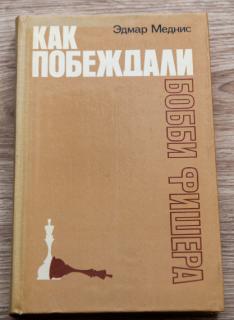 Эдмар Меднис
КАК
ПОБЕЖДАЛИ
БОББИ ФИШЕРА